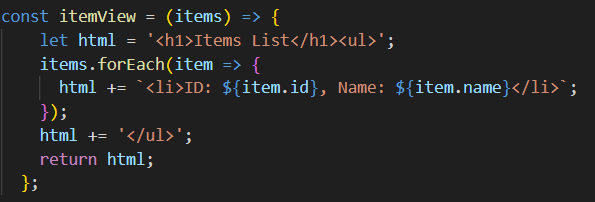 const itemView = (items) => {
    let html = '<h1>Items List</h1><ul>';
    items.forEach(item => {
      html += `<li>ID: ${item.id}, Name: ${item.name}</li>`;
    });
    html += '</ul>';
    return html;
  };